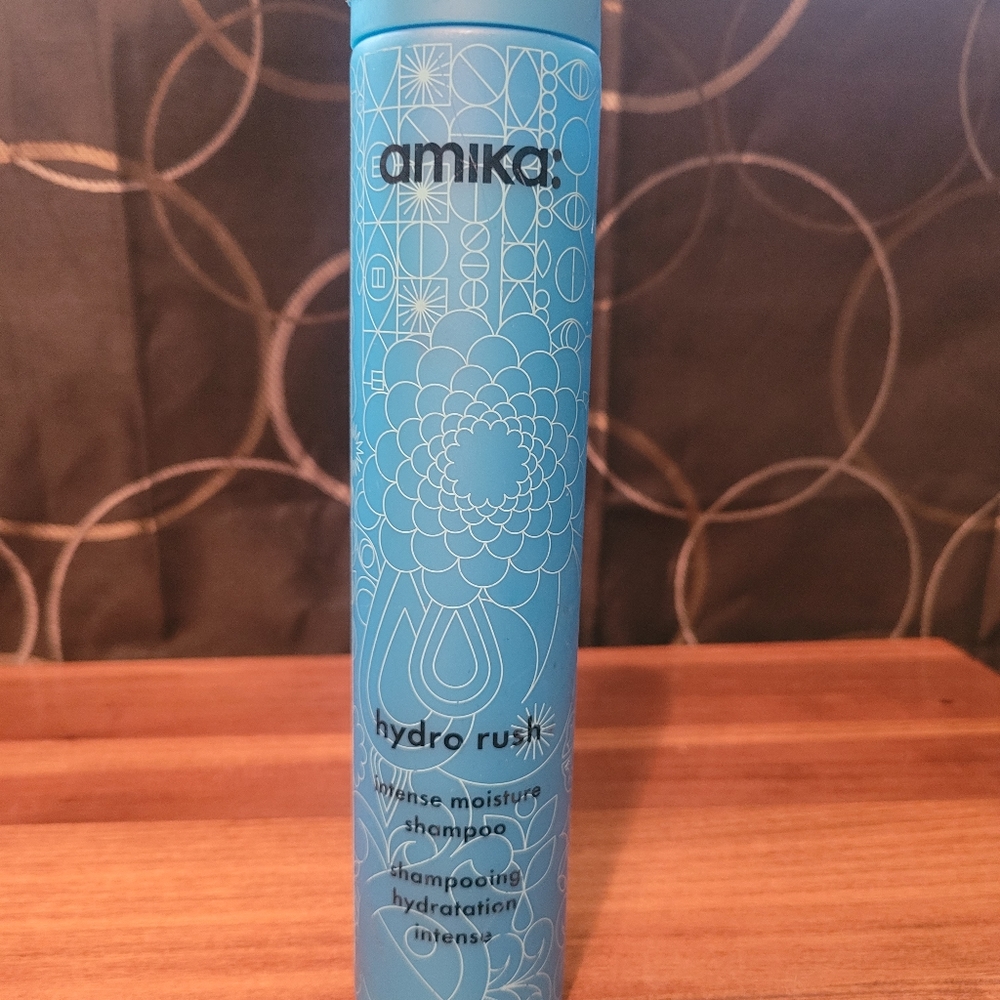 amika:
hydro rush
intense moisture
shampoo
shampooing
hydratation
intense